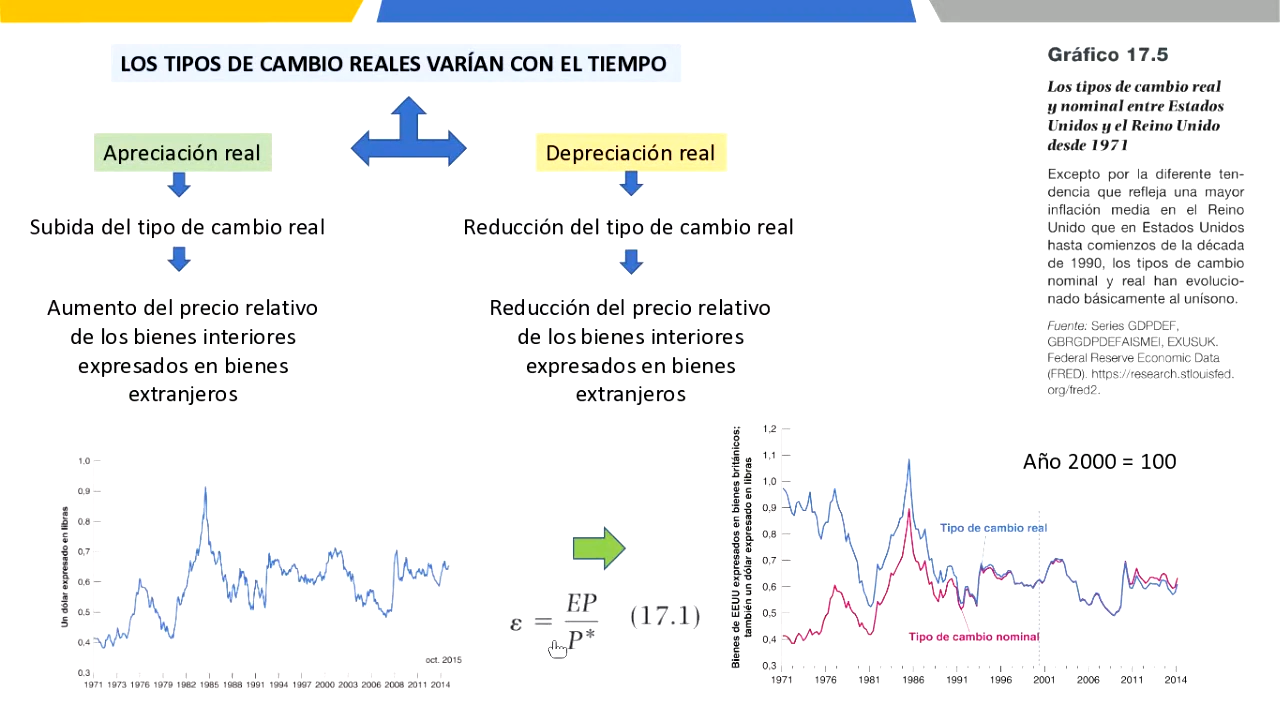 LOS TIPOS DE CAMBIO REALES VARÍAN CON EL TIEMPO
Apreciación real
Subida del tipo de cambio real
Aumento del precio relativo
de los bienes interiores
expresados en bienes
extranjeros
Depreciación real
Reducción del tipo de cambio real
Reducción del precio relativo
de los bienes interiores
expresados en bienes
extranjeros
Gráfico 17.5
Los tipos de cambio real
y nominal entre Estados
Unidos y el Reino Unido
desde 1971
Excepto por la diferente ten-
dencia que refleja una mayor
inflación media en el Reino
Unido que en Estados Unidos
hasta comienzos de la década
de 1990, los tipos de cambio
nominal y real han evolucio-
nado básicamente al unísono.
Fuente: Series GDPDEF,
GBRGDPDEFAISMEI, EXUSUK.
Federal Reserve Economic Data
(FRED). https://research.stlouisfed.
org/fred2.
Un dólar expresado en libras
1,0
0,9
0,8
0,7
0,6
0,5
0,4
0.3
oct. 2015
1971 1973 1976 1979 1982 1985 1988 1991 1994 1997 2000 2003 2006 2008 2011 2014
ε = EP / P* (17.1)
Bienes de EEUU expresados en bienes británicos;
también un dólar expresado en libras
1,2
1,1
1,0
0,9
0,8
0,7
0,6
0,5
0,4
0,3
Año 2000 = 100
Tipo de cambio real
Tipo de cambio nominal
1971 1976 1981 1986 1991 1996 2001 2006 2011 2014